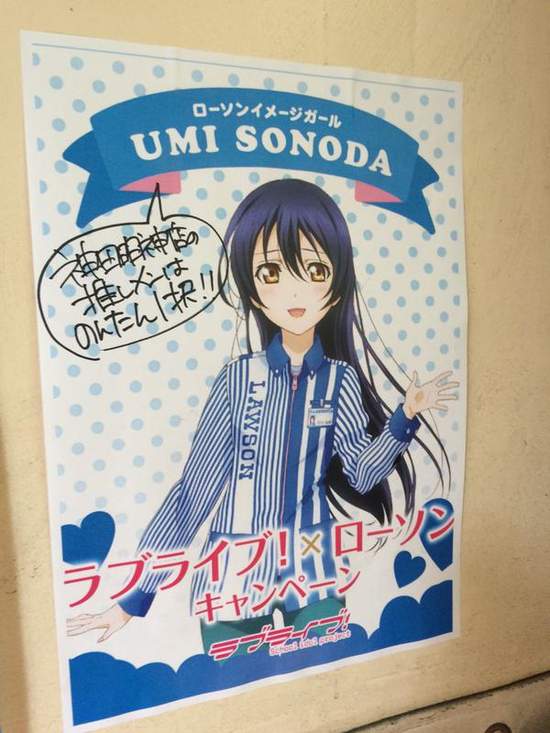 ローソンイメージガール
UMI SONODA
神田明神店の
推しメンは
のんたん1択!!
LAWSON
ラブライブ!×ローソン
キャンペーン
ラブライブ!
School idol project